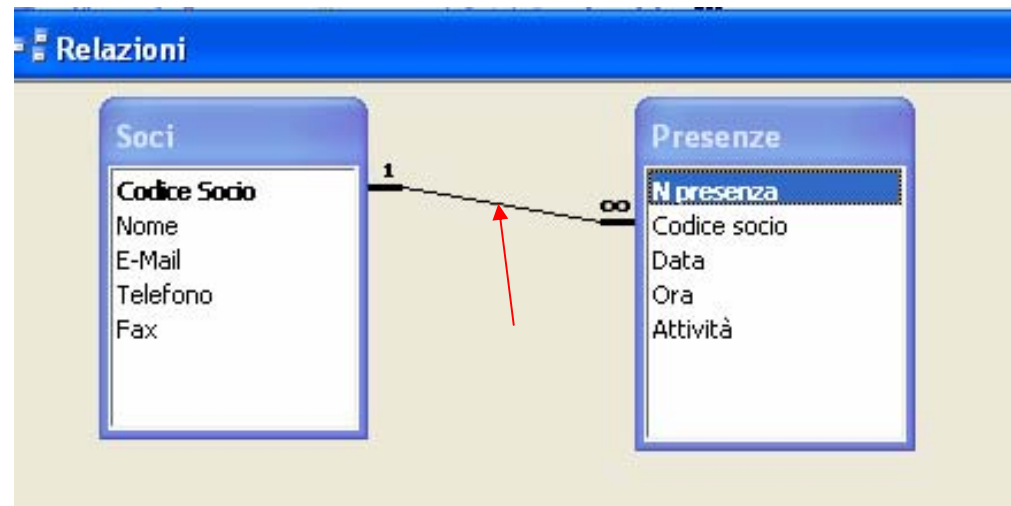 Relazioni
Soci
Codice Socio
Nome
E-Mail
Telefono
Fax
1
∞
Presenze
N presenza
Codice socio
Data
Ora
Attività